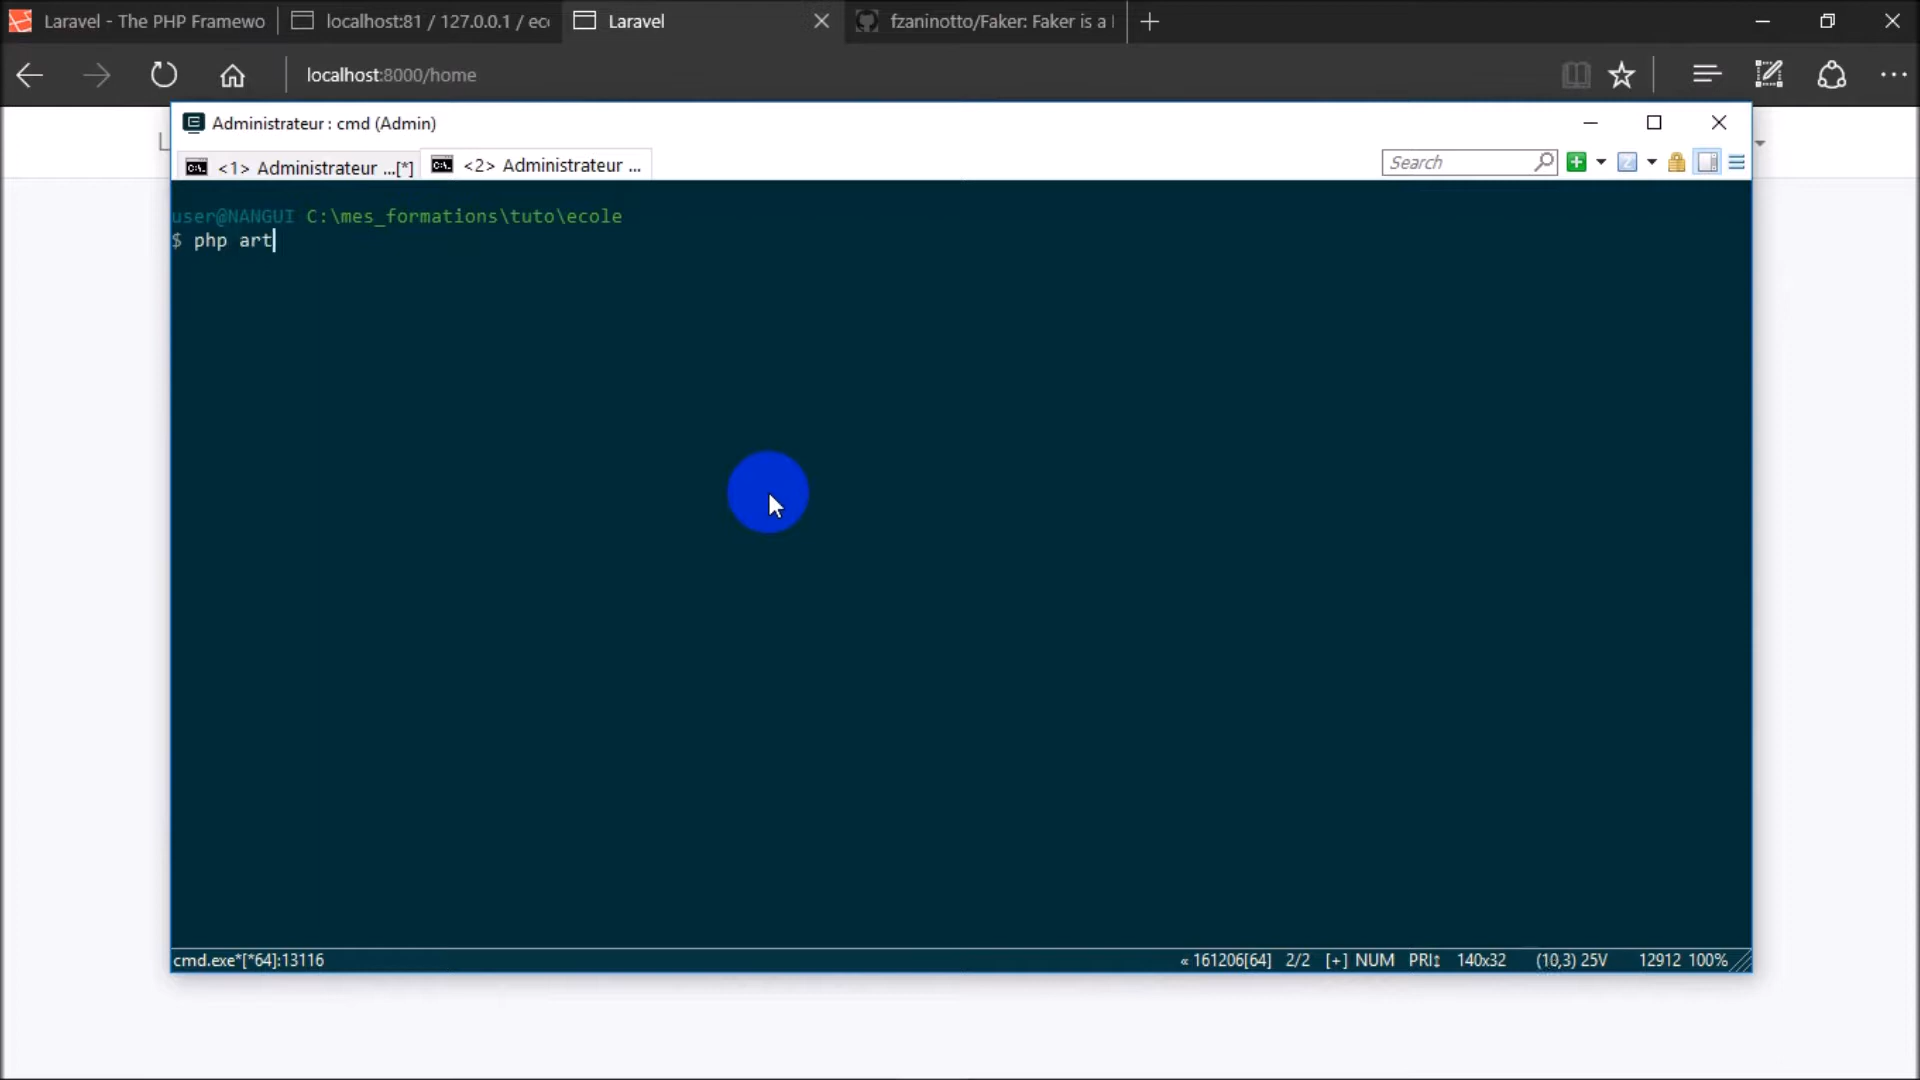 Laravel - The PHP Framewo
localhost:81 / 127.0.0.1 / eco
Laravel
fzaninotto/Faker: Faker is a
localhost:8000/home
Administrateur : cmd (Admin)
<1> Administrateur ...[*]
<2> Administrateur ...
Search
user@NANGUI C:\mes_formations\tuto\ecole
$ php art
cmd.exe*[*64]:13116
« 161206[64] 2/2 [+] NUM PRI↕ 140x32 (10,3) 25V 12912 100%